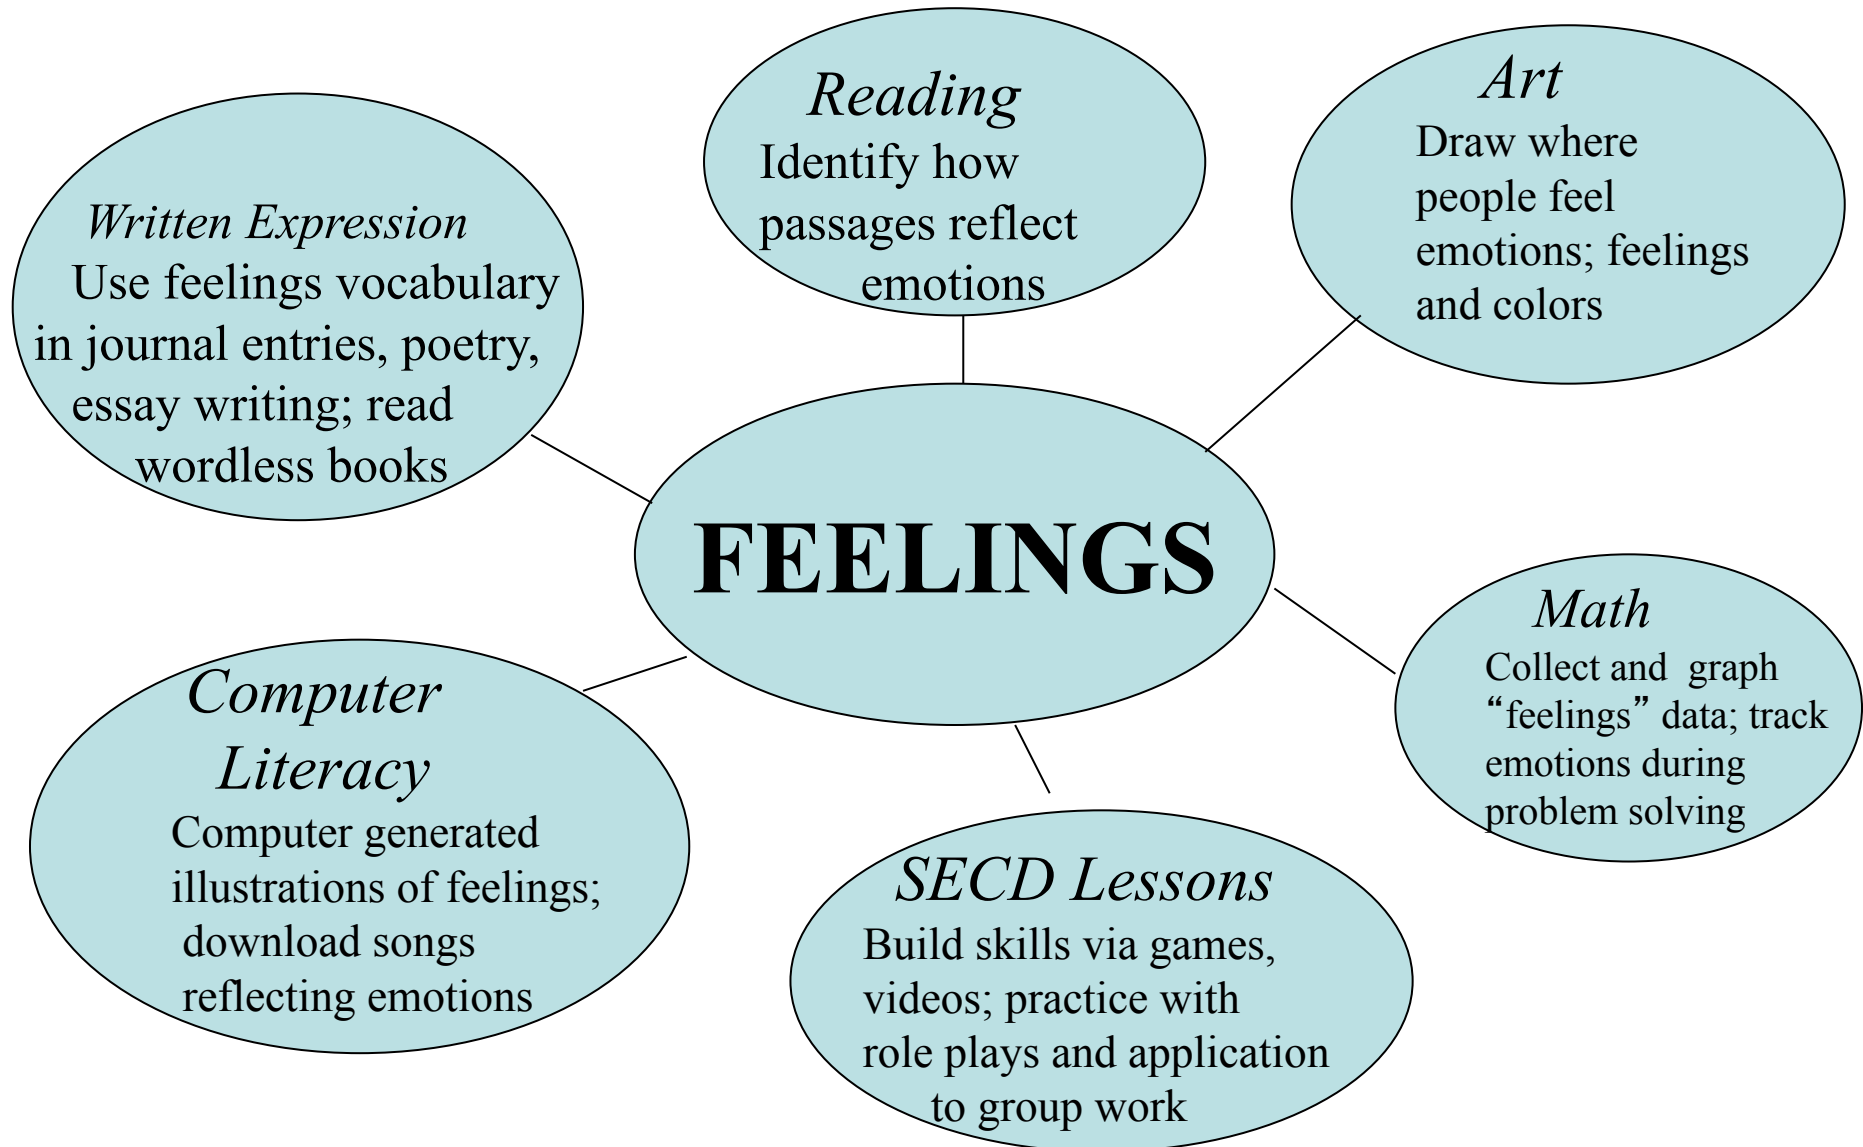 Written Expression
Use feelings vocabulary
in journal entries, poetry,
essay writing; read
wordless books
Reading
Identify how
passages reflect
emotions
Art
Draw where
people feel
emotions; feelings
and colors
FEELINGS
Math
Collect and graph
“feelings” data; track
emotions during
problem solving
Computer
Literacy
Computer generated
illustrations of feelings;
download songs
reflecting emotions
SECD Lessons
Build skills via games,
videos; practice with
role plays and application
to group work